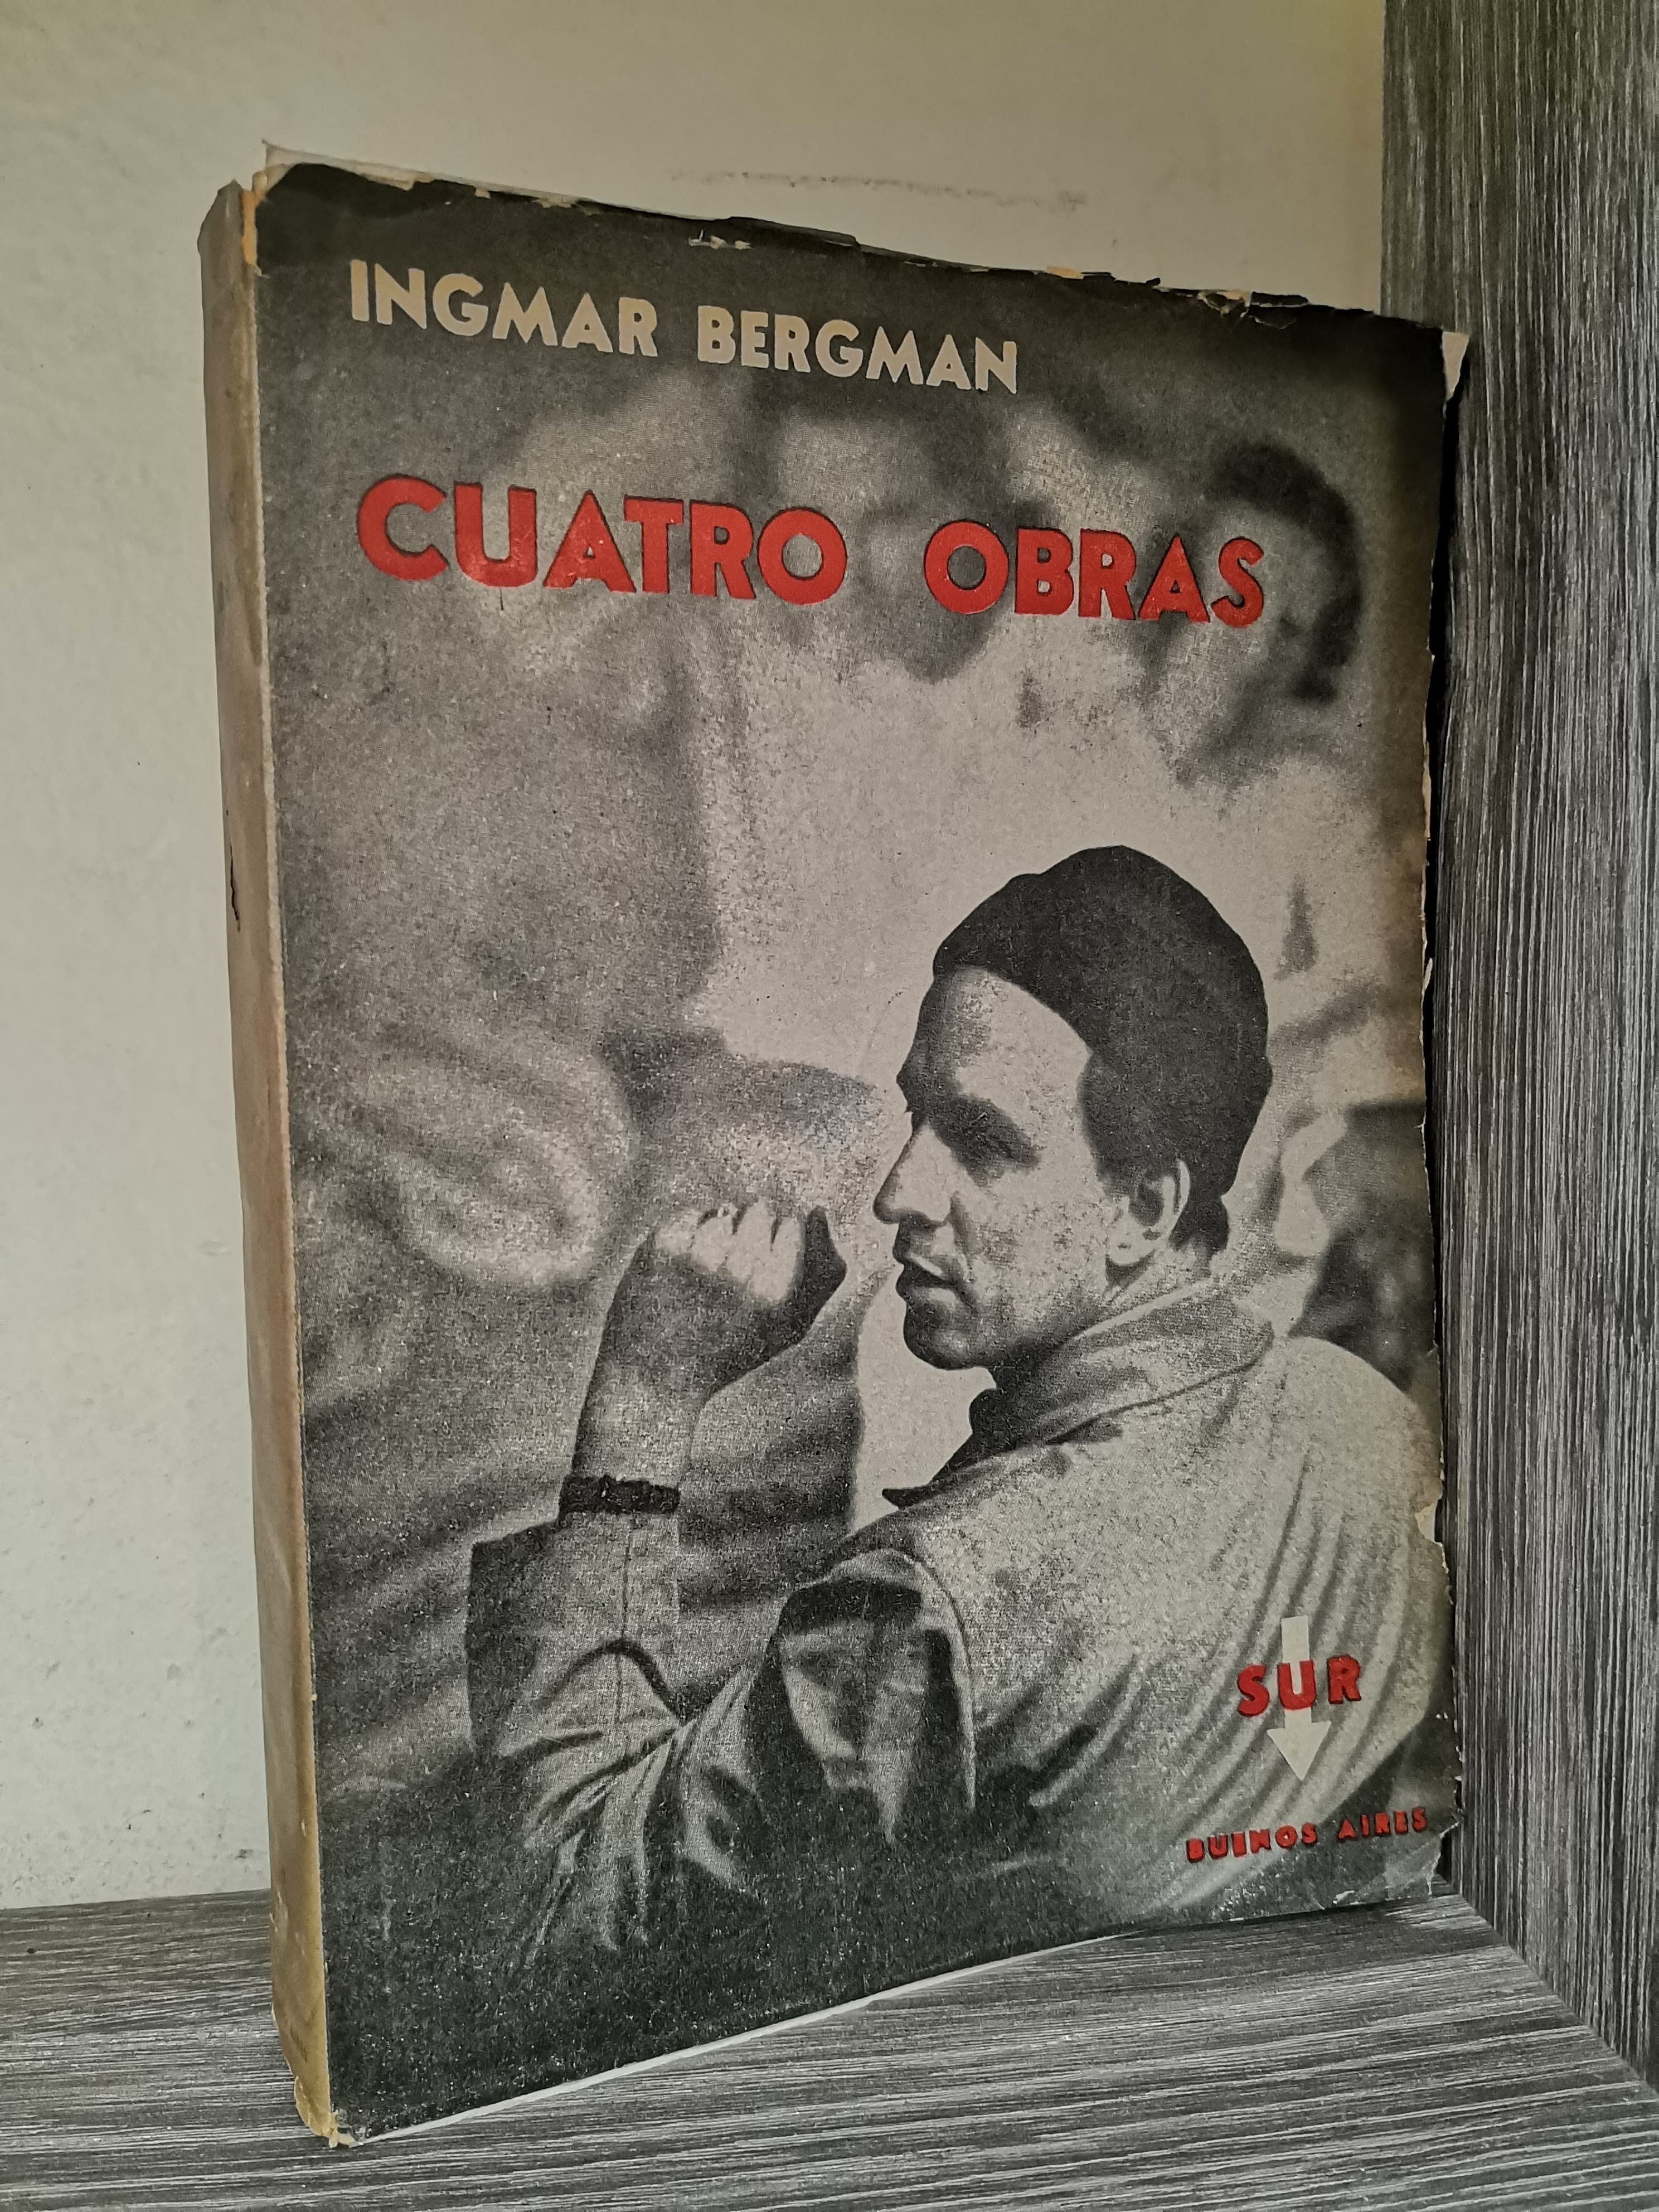 INGMAR BERGMAN
CUATRO OBRAS
SUR
BUENOS AIRES